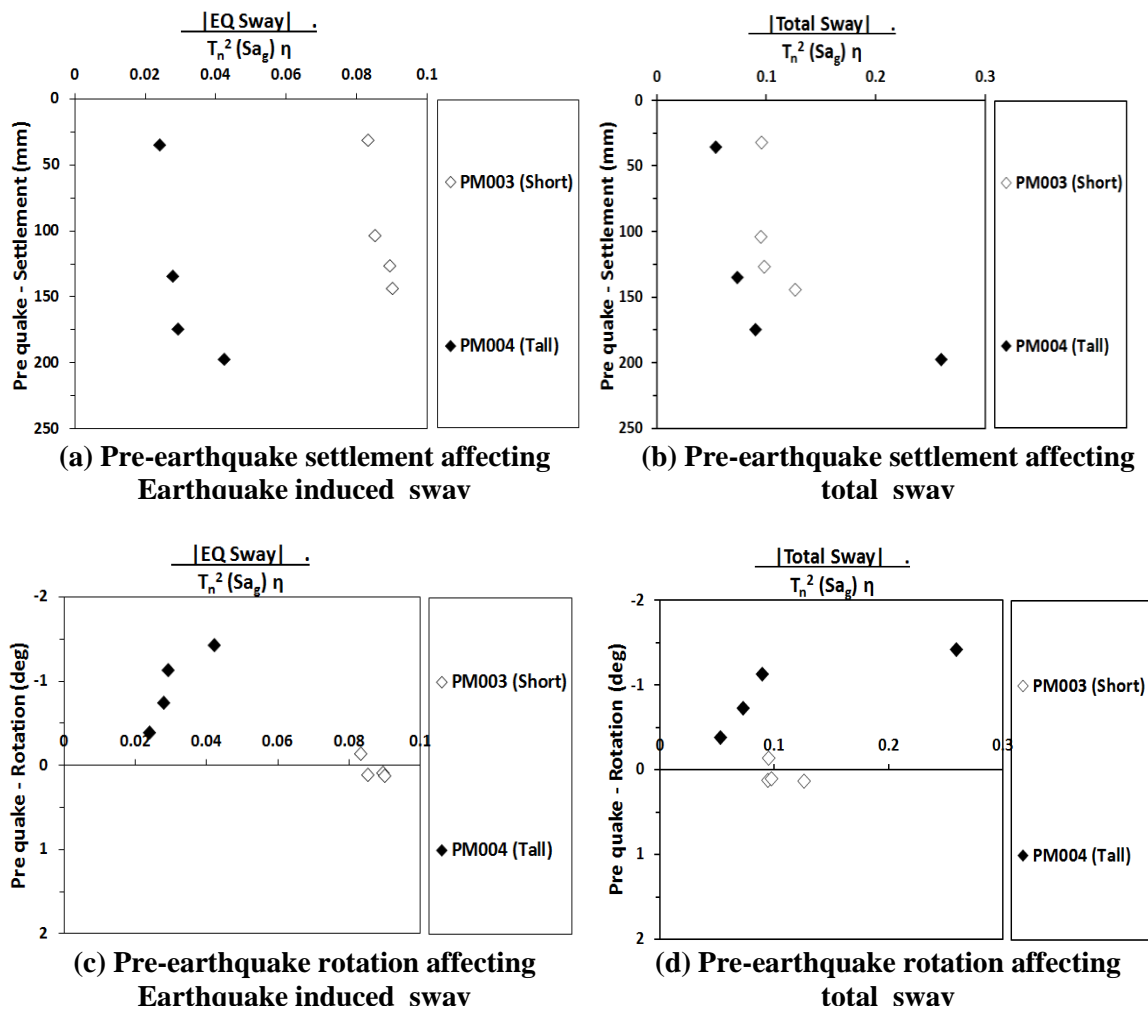 |EQ Sway| .
Tn² (Sag) η
0 0.02 0.04 0.06 0.08 0.1
0
50
100
150
200
250
Pre quake - Settlement (mm)
PM003 (Short)
PM004 (Tall)
(a) Pre-earthquake settlement affecting
Earthquake induced sway
|Total Sway| .
Tn² (Sag) η
0 0.1 0.2 0.3
0
50
100
150
200
250
Pre quake - Settlement (mm)
PM003 (Short)
PM004 (Tall)
(b) Pre-earthquake settlement affecting
total sway
|EQ Sway| .
Tn² (Sag) η
-2
-1
0 0.02 0.04 0.06 0.08 0.1
0
1
2
Pre quake - Rotation (deg)
PM003 (Short)
PM004 (Tall)
(c) Pre-earthquake rotation affecting
Earthquake induced sway
|Total Sway| .
Tn² (Sag) η
-2
-1
0 0.1 0.2 0.3
0
1
2
Pre quake - Rotation (deg)
PM003 (Short)
PM004 (Tall)
(d) Pre-earthquake rotation affecting
total sway